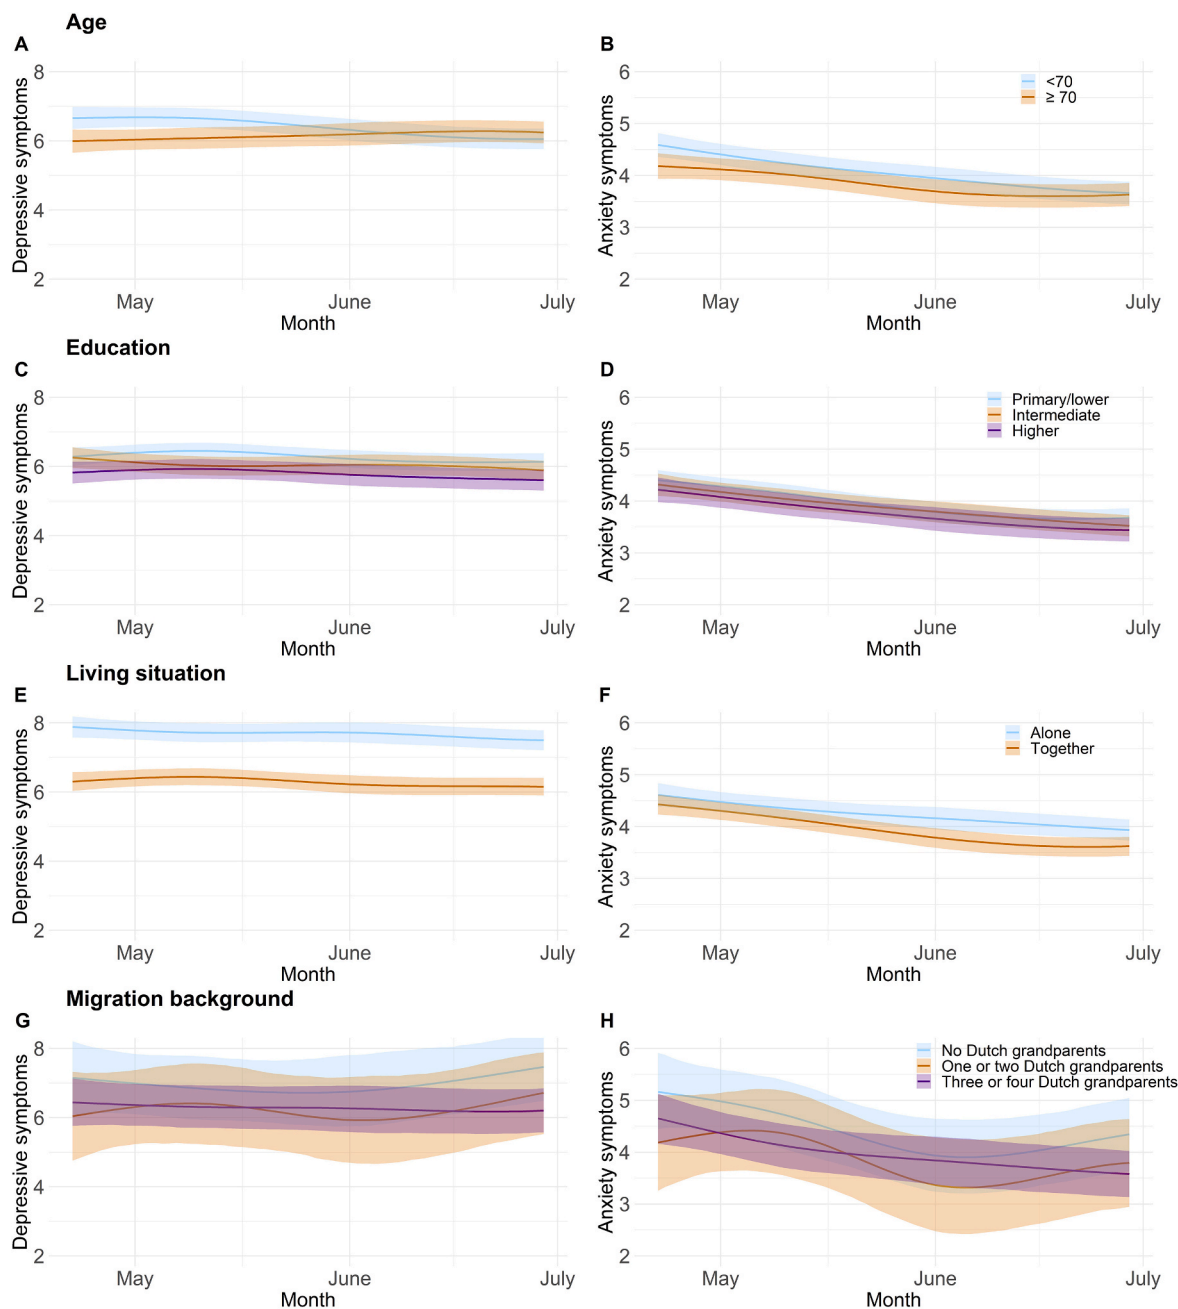 Age
A
B
Depressive symptoms
8
6
4
2
May
June
July
Month
Anxiety symptoms
6
5
4
3
2
<70
≥ 70
May
June
July
Month
Education
C
D
Depressive symptoms
8
6
4
2
May
June
July
Month
Anxiety symptoms
6
5
4
3
2
Primary/lower
Intermediate
Higher
May
June
July
Month
Living situation
E
F
Depressive symptoms
8
6
4
2
May
June
July
Month
Anxiety symptoms
6
5
4
3
2
Alone
Together
May
June
July
Month
Migration background
G
H
Depressive symptoms
8
6
4
2
May
June
July
Month
Anxiety symptoms
6
5
4
3
2
No Dutch grandparents
One or two Dutch grandparents
Three or four Dutch grandparents
May
June
July
Month